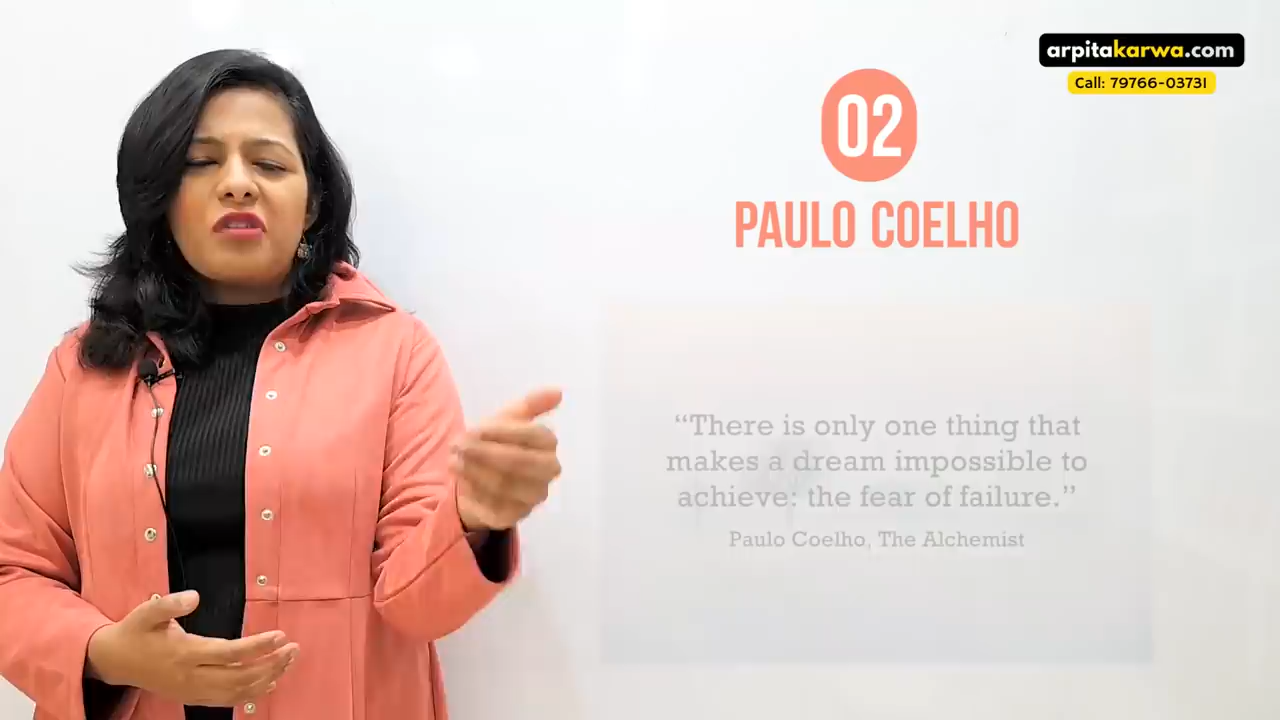 arpitakarwa.com
Call: 79766-03731
02
PAULO COELHO
“There is only one thing that
makes a dream impossible to
achieve: the fear of failure.”
Paulo Coelho, The Alchemist